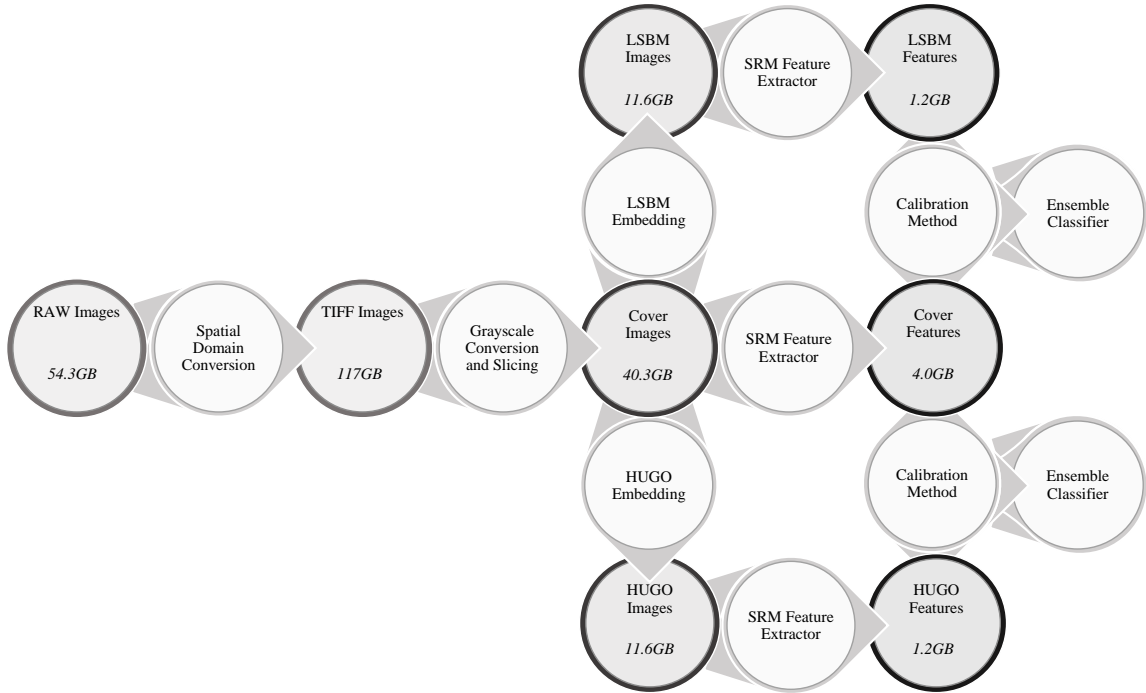 LSBM
Images
11.6GB
SRM Feature
Extractor
LSBM
Features
1.2GB
LSBM
Embedding
Calibration
Method
Ensemble
Classifier
RAW Images
54.3GB
Spatial
Domain
Conversion
TIFF Images
117GB
Grayscale
Conversion
and Slicing
Cover
Images
40.3GB
SRM Feature
Extractor
Cover
Features
4.0GB
HUGO
Embedding
Calibration
Method
Ensemble
Classifier
HUGO
Images
11.6GB
SRM Feature
Extractor
HUGO
Features
1.2GB